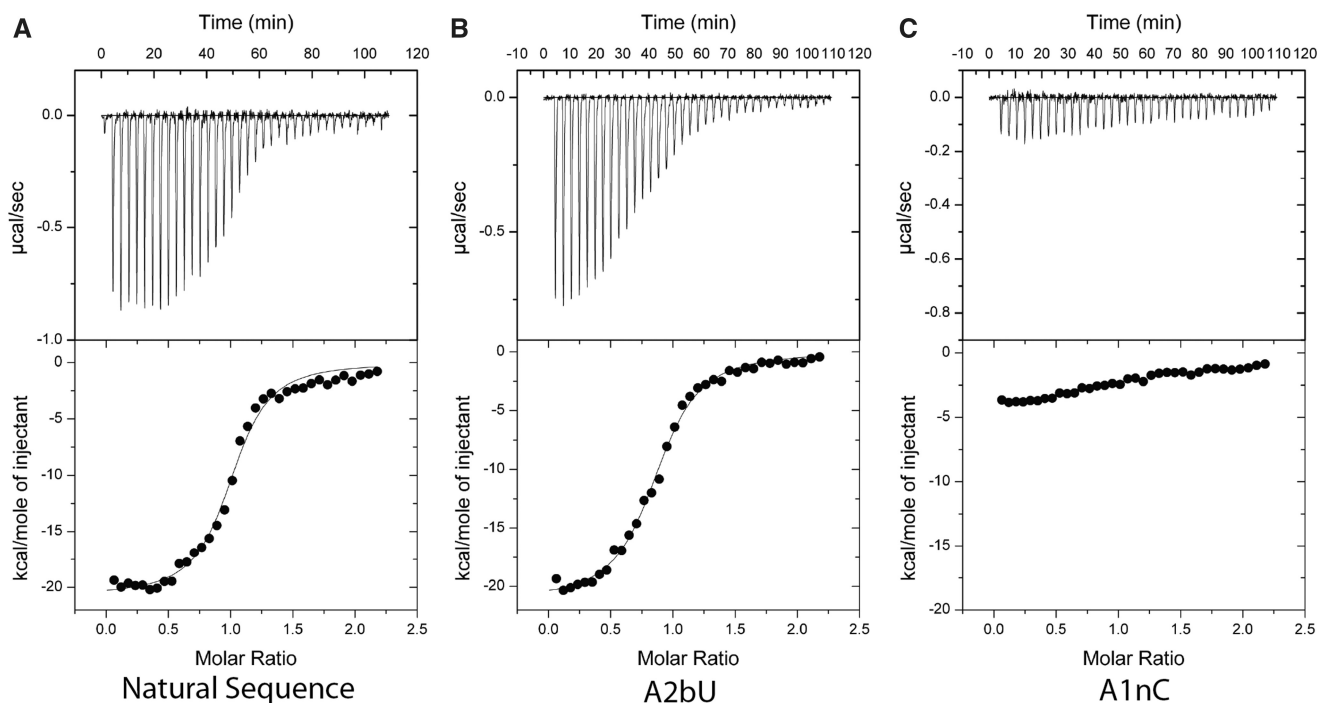 A
Time (min)
0 20 40 60 80 100 120
0.0
-0.5
-1.0
µcal/sec
0
-5
-10
-15
-20
kcal/mole of injectant
0.0 0.5 1.0 1.5 2.0 2.5
Molar Ratio
Natural Sequence
B
Time (min)
-10 0 10 20 30 40 50 60 70 80 90 100 110 120
0.0
-0.5
µcal/sec
0
-5
-10
-15
-20
kcal/mole of injectant
0.0 0.5 1.0 1.5 2.0 2.5
Molar Ratio
A2bU
C
Time (min)
-10 0 10 20 30 40 50 60 70 80 90 100 110 120
0.0
-0.2
-0.4
-0.6
-0.8
µcal/sec
0
-5
-10
-15
-20
kcal/mole of injectant
0.0 0.5 1.0 1.5 2.0 2.5
Molar Ratio
A1nC